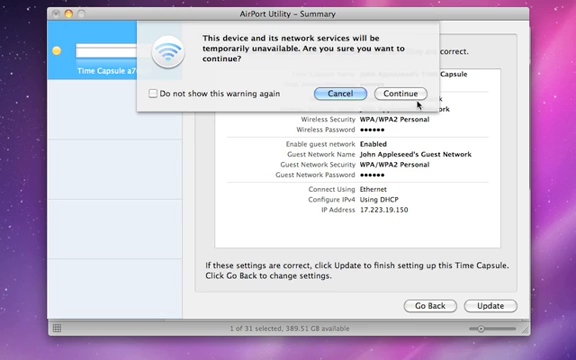 AirPort Utility – Summary
This device and its network services will be
temporarily unavailable. Are you sure you want to
continue?
Do not show this warning again
Cancel
Continue
are correct.
Time Capsule
John Appleseed's Time Capsule
Wireless Security WPA/WPA2 Personal
Wireless Password ••••••
Enable guest network Enabled
Guest Network Name John Appleseed's Guest Network
Guest Network Security WPA/WPA2 Personal
Guest Network Password ••••••
Connect Using Ethernet
Configure IPv4 Using DHCP
IP Address 17.223.19.150
If these settings are correct, click Update to finish setting up this Time Capsule.
Click Go Back to change settings.
Go Back
Update
1 of 31 selected, 389.51 GB available